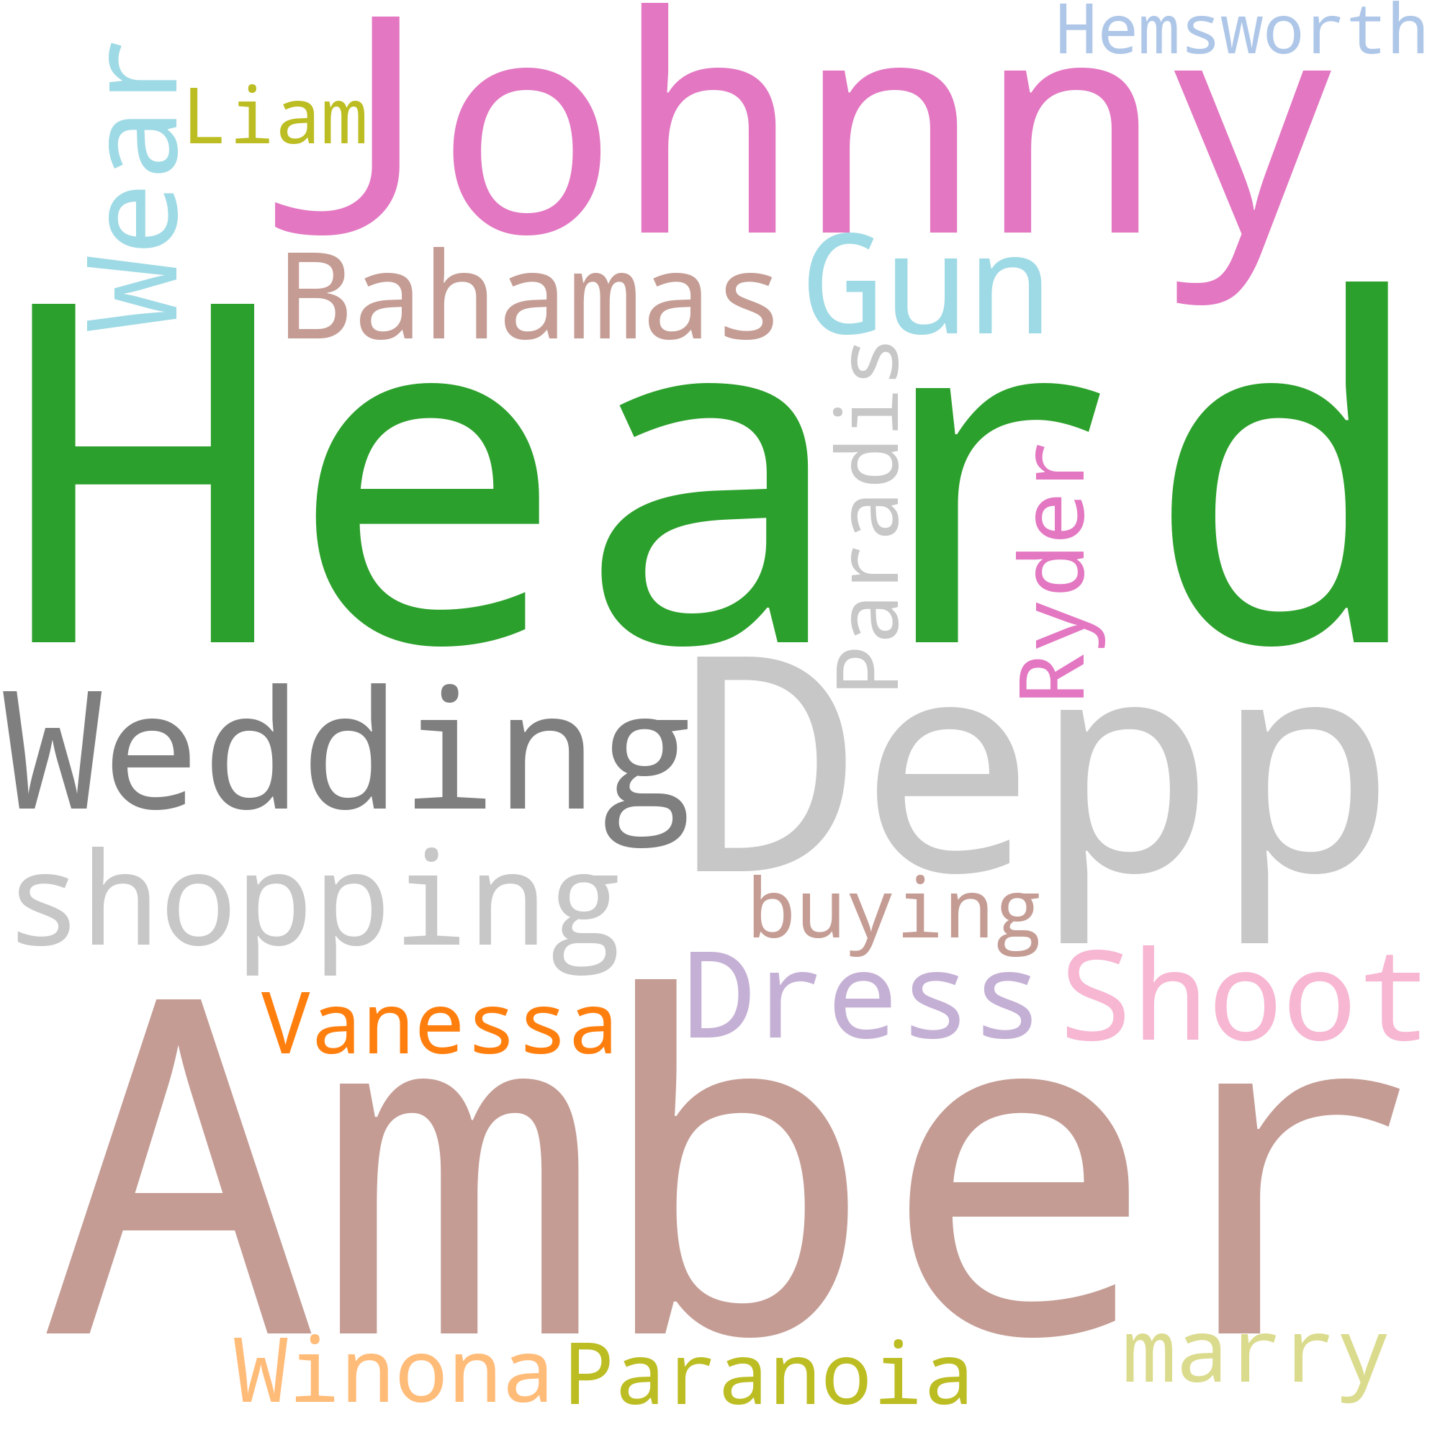 Hemsworth
Johnny
Wear
Liam
Bahamas
Gun
Heard
Paradis
Ryder
Wedding
Depp
shopping
buying
Dress
Shoot
Vanessa
Amber
Winona
Paranoia
marry